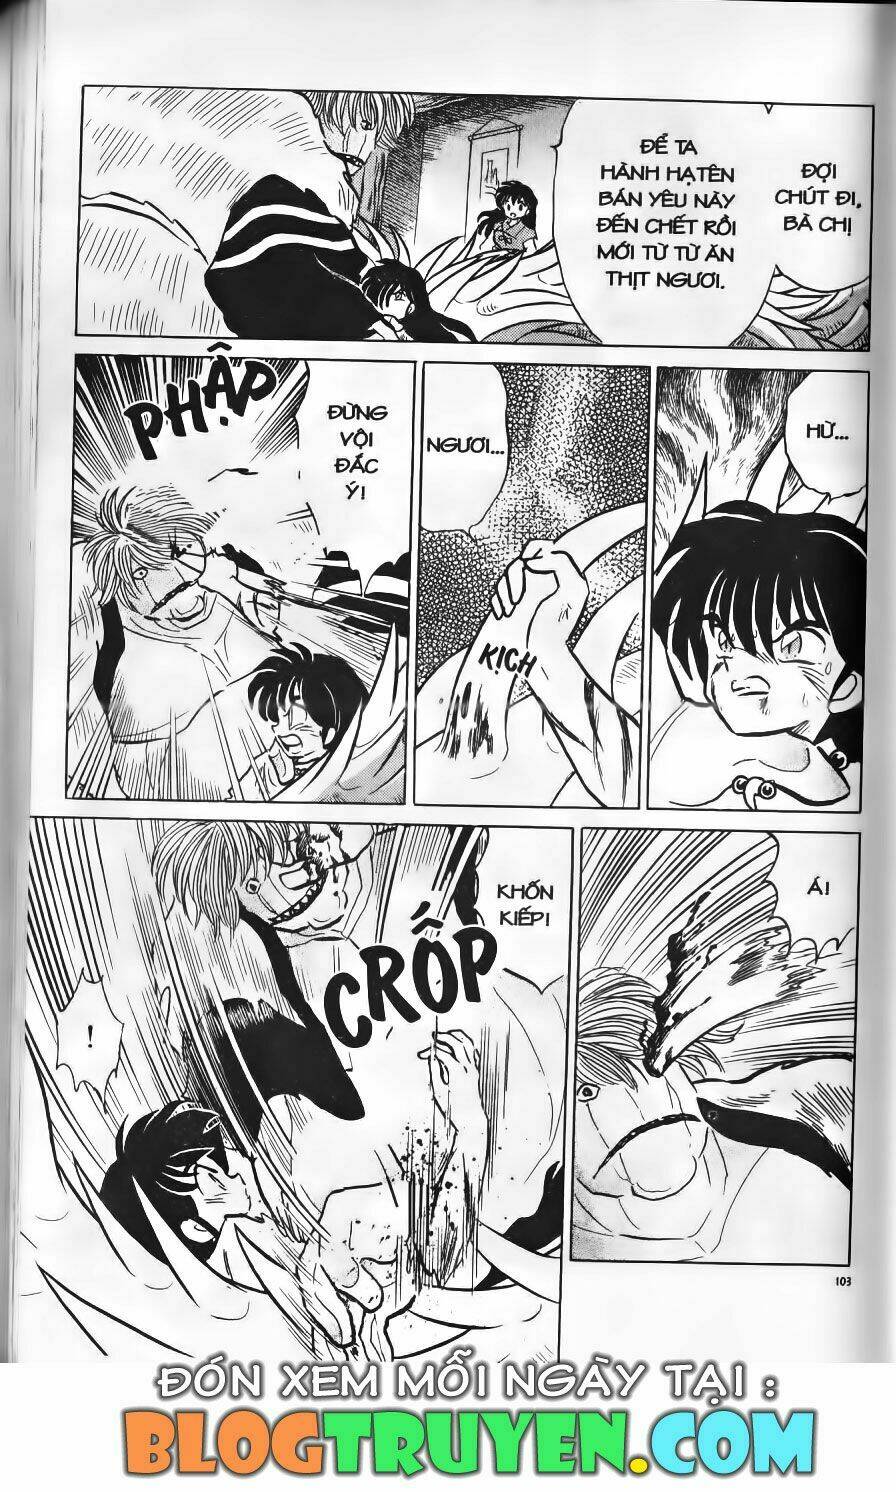 ĐỢI
CHÚT ĐI,
BÀ CHỊ
ĐỂ TA
HÀNH HẠ TÊN
BÁN YÊU NÀY
ĐẾN CHẾT RỒI
MỚI TỪ TỪ ĂN
THỊT NGƯƠI.
HỪ...
NGƯƠI...
KỊCH
ĐỪNG
VỘI
ĐẮC
Ý!
PHẬP
ÁI
KHỐN
KIẾP!
CRỐP
!
103
ĐÓN XEM MỖI NGÀY TẠI :
BLOGTRUYEN.COM